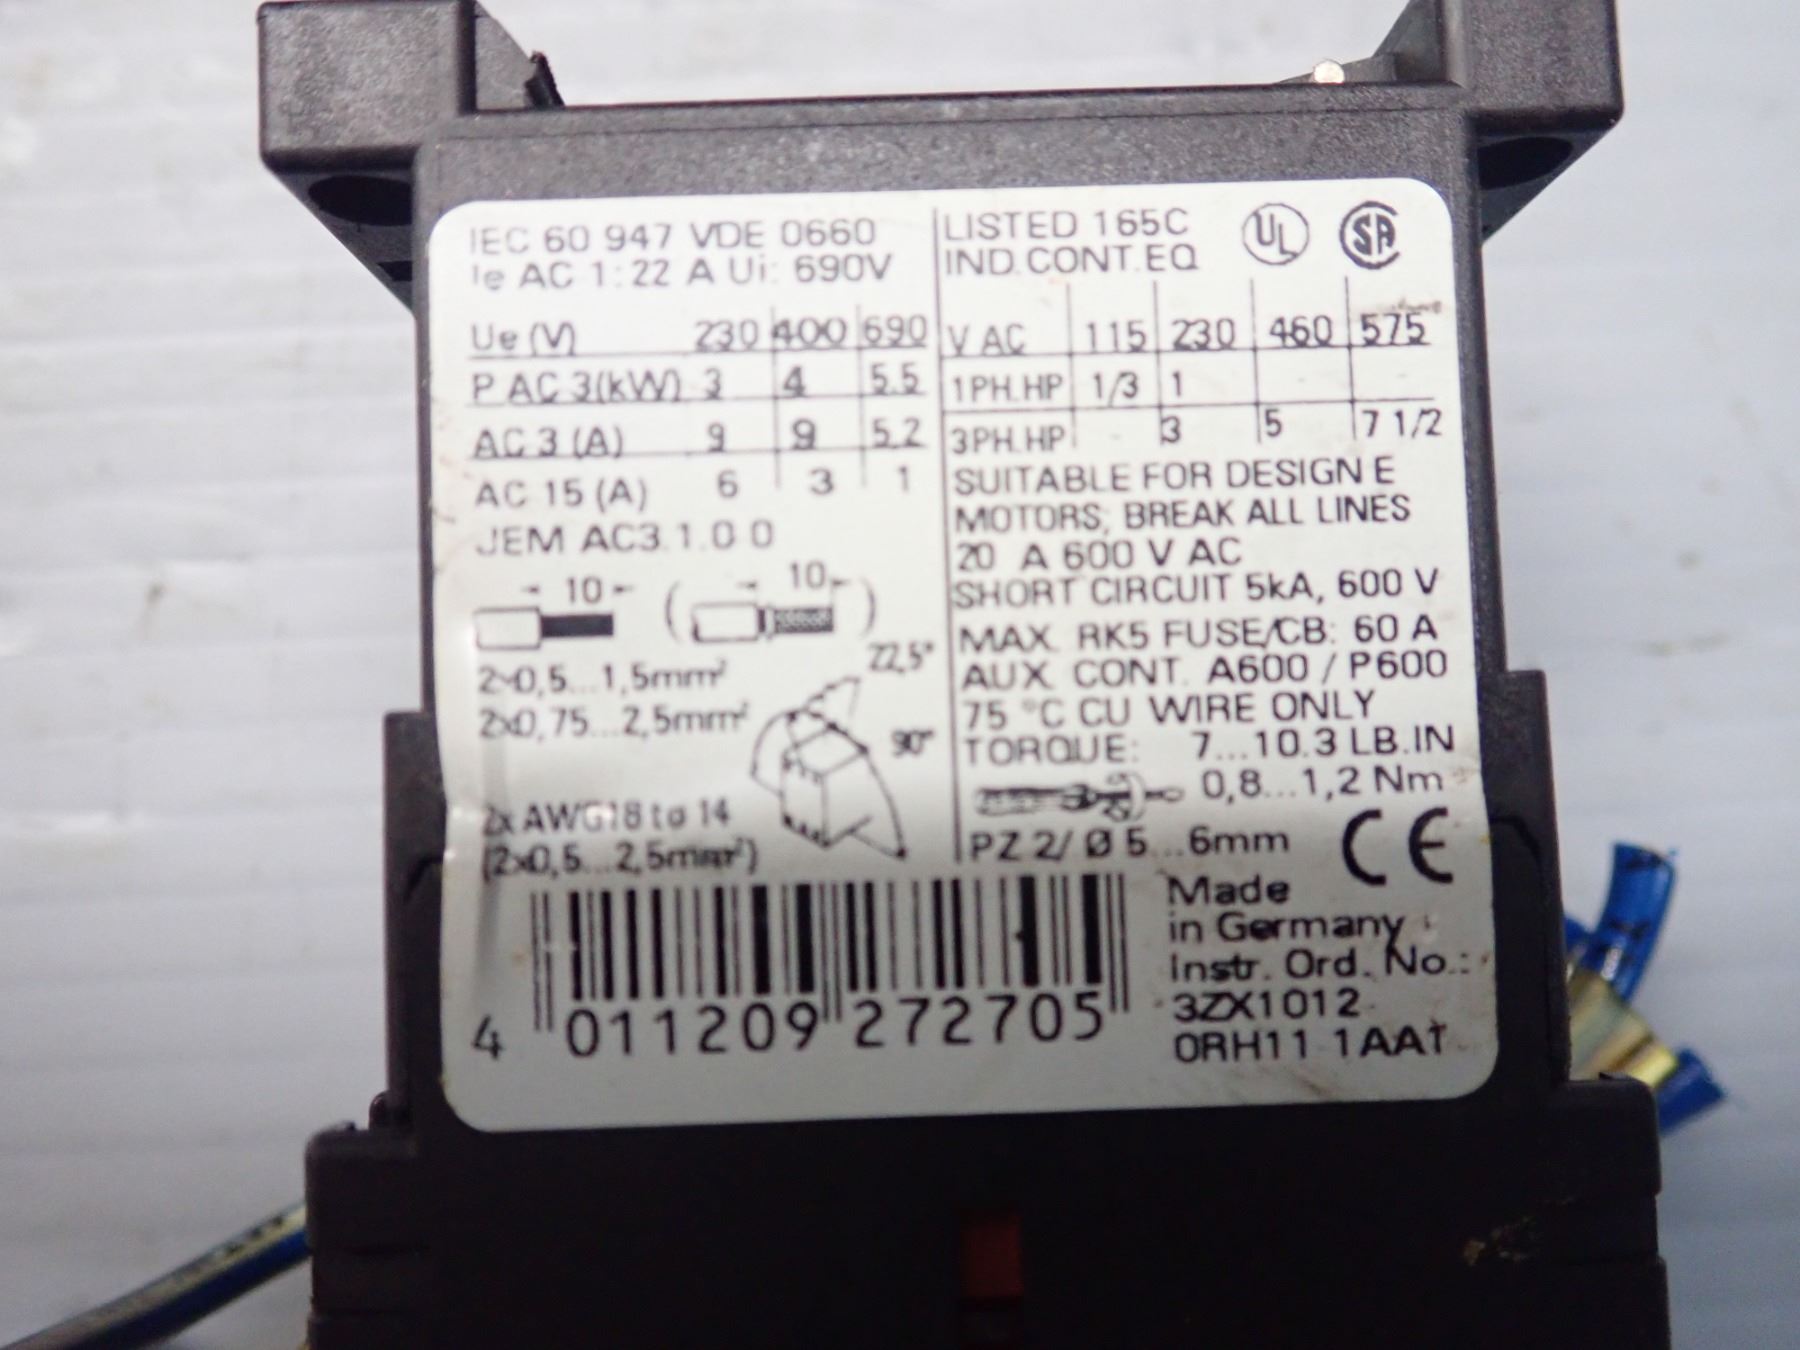 IEC 60 947 VDE 0660
Ie AC 1: 22 A Ui: 690V
Ue (V) 230 400 690
P AC 3(kW) 3 4 5.5
AC 3 (A) 9 9 5.2
AC 15 (A) 6 3 1
JEM AC3.1.0 0
10
( 10 )
2x0,5...1,5mm²
2x0,75...2,5mm²
22,5°
90°
2x AWG18 to 14
(2x0,5...2,5mm²)
LISTED 165C
IND.CONT.EQ
UL
SA
V AC 115 230 460 575
1PH.HP 1/3 1
3PH.HP 3 5 7 1/2
SUITABLE FOR DESIGN E
MOTORS; BREAK ALL LINES
20 A 600 V AC
SHORT CIRCUIT 5kA, 600 V
MAX. RK5 FUSE/CB: 60 A
AUX. CONT. A600 / P600
75 °C CU WIRE ONLY
TORQUE: 7...10.3 LB.IN
0,8...1,2 Nm
PZ 2/ Ø 5...6mm
CE
Made
in Germany
Instr. Ord. No.:
3ZX1012-
0RH11-1AA1
4 011209 272705